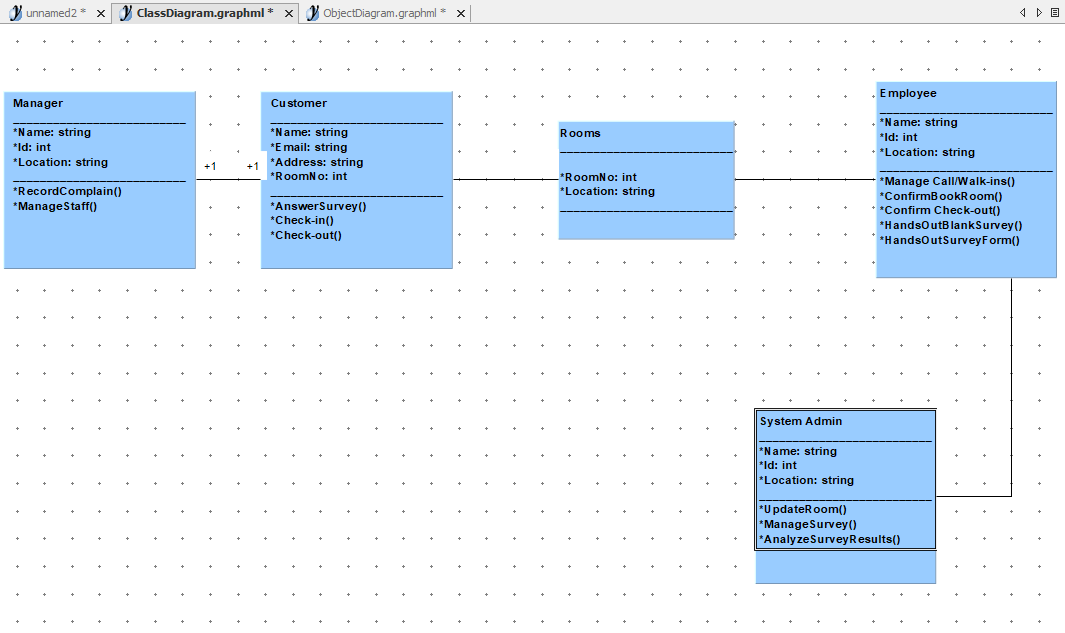 unnamed2 *
ClassDiagram.graphml *
ObjectDiagram.graphml *
Manager
*Name: string
*Id: int
*Location: string
*RecordComplain()
*ManageStaff()
+1
+1
Customer
*Name: string
*Email: string
*Address: string
*RoomNo: int
*AnswerSurvey()
*Check-in()
*Check-out()
Rooms
*RoomNo: int
*Location: string
Employee
*Name: string
*Id: int
*Location: string
*Manage Call/Walk-ins()
*ConfirmBookRoom()
*Confirm Check-out()
*HandsOutBlankSurvey()
*HandsOutSurveyForm()
System Admin
*Name: string
*Id: int
*Location: string
*UpdateRoom()
*ManageSurvey()
*AnalyzeSurveyResults()